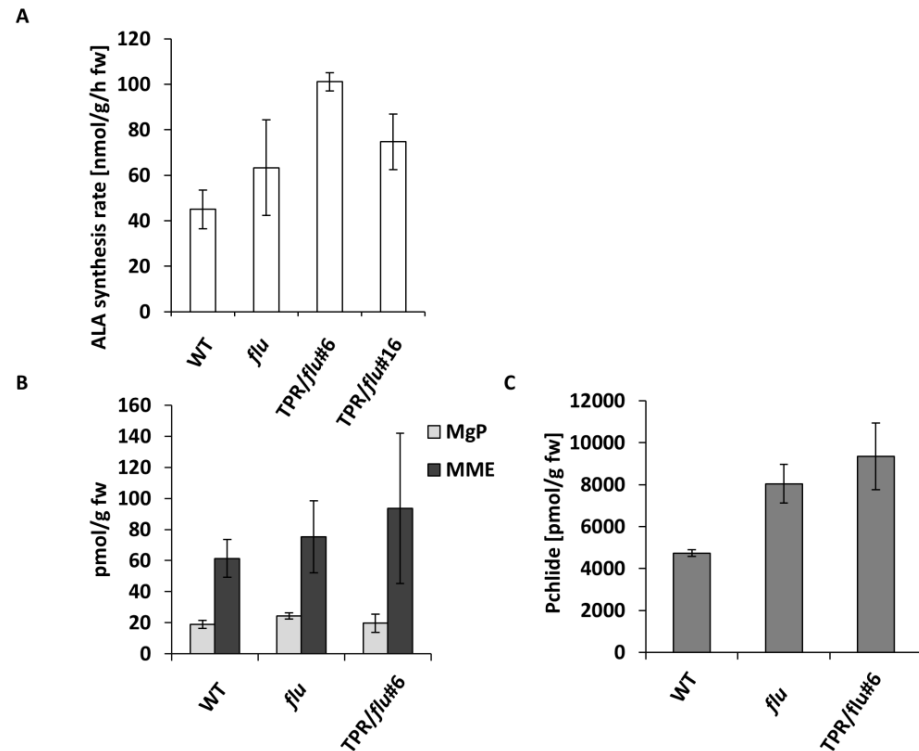 A
ALA synthesis rate [nmol/g/h fw]
120
100
80
60
40
20
0
WT
flu
TPR/flu#6
TPR/flu#16
B
pmol/g fw
160
140
120
100
80
60
40
20
0
MgP
MME
WT
flu
TPR/flu#6
C
Pchlide [pmol/g fw]
12000
10000
8000
6000
4000
2000
0
WT
flu
TPR/flu#6